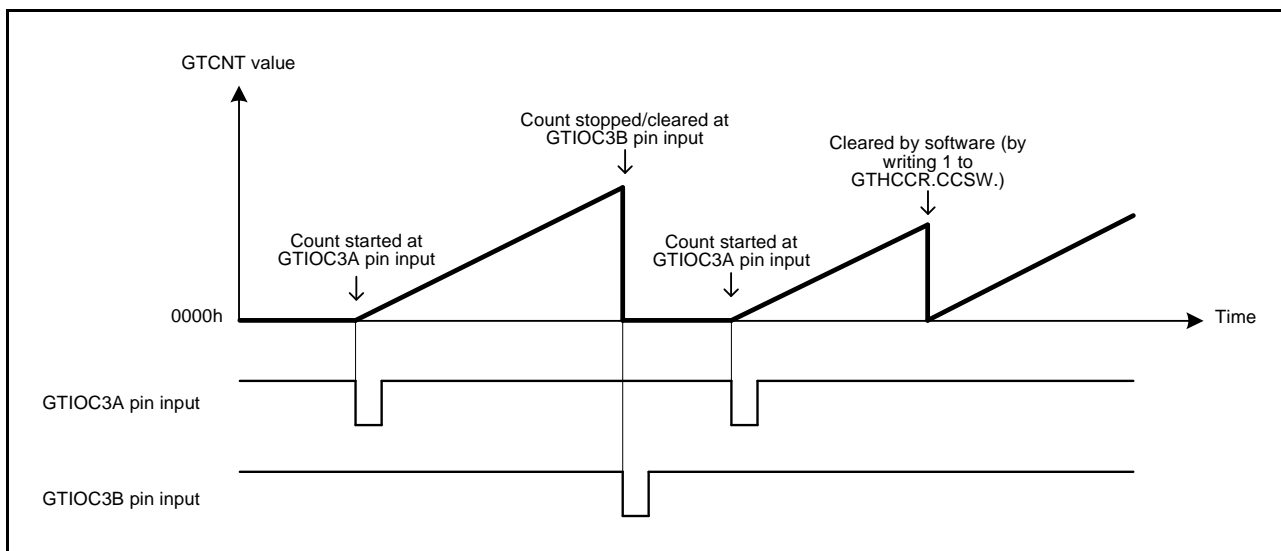 GTCNT value
Count stopped/cleared at
GTIOC3B pin input
Cleared by software (by
writing 1 to
GTHCCR.CCSW.)
Count started at
GTIOC3A pin input
Count started at
GTIOC3A pin input
0000h
Time
GTIOC3A pin input
GTIOC3B pin input